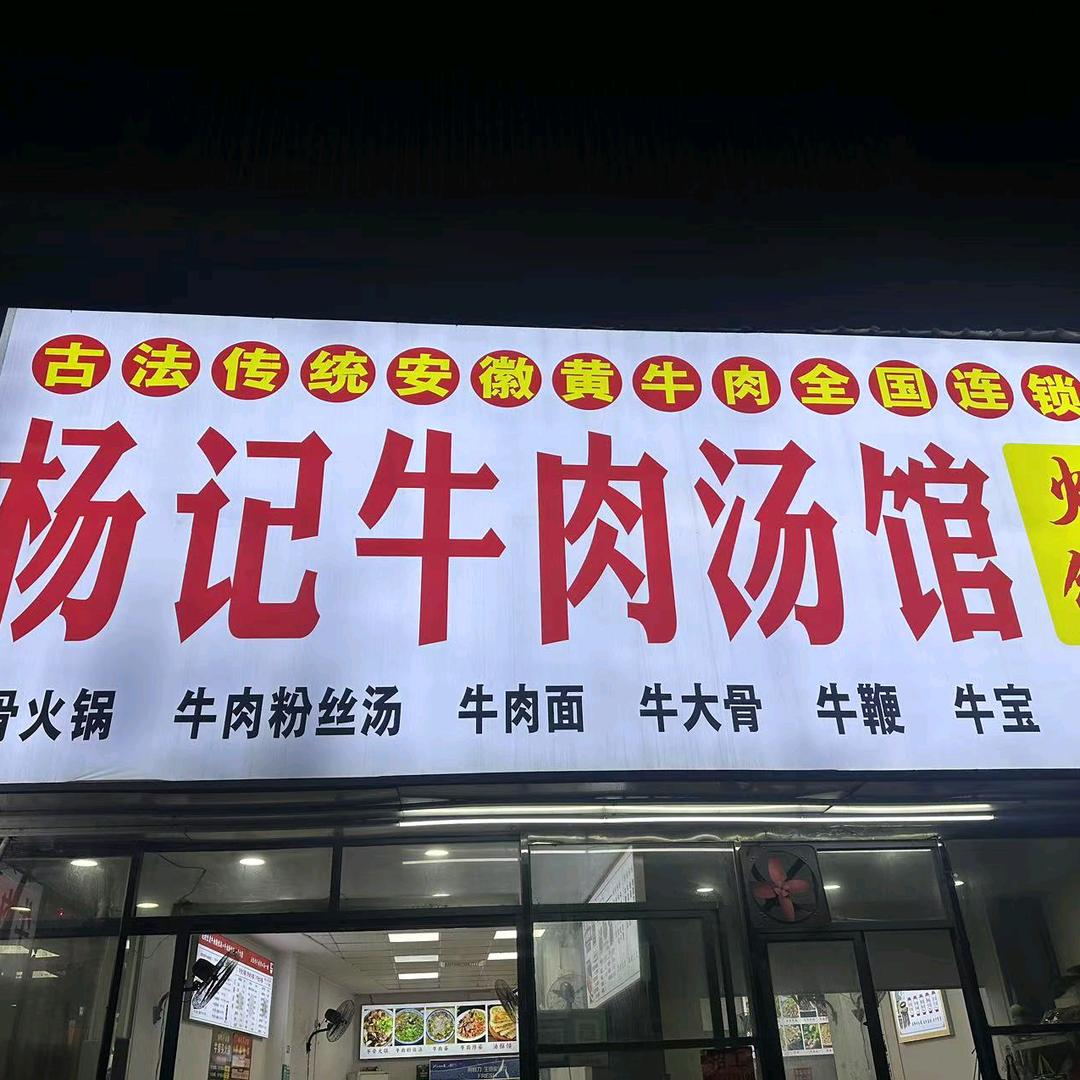 古法传统安徽黄牛肉全国连锁
杨记牛肉汤馆
骨火锅 牛肉粉丝汤 牛肉面 牛大骨 牛鞭 牛宝
FRESH